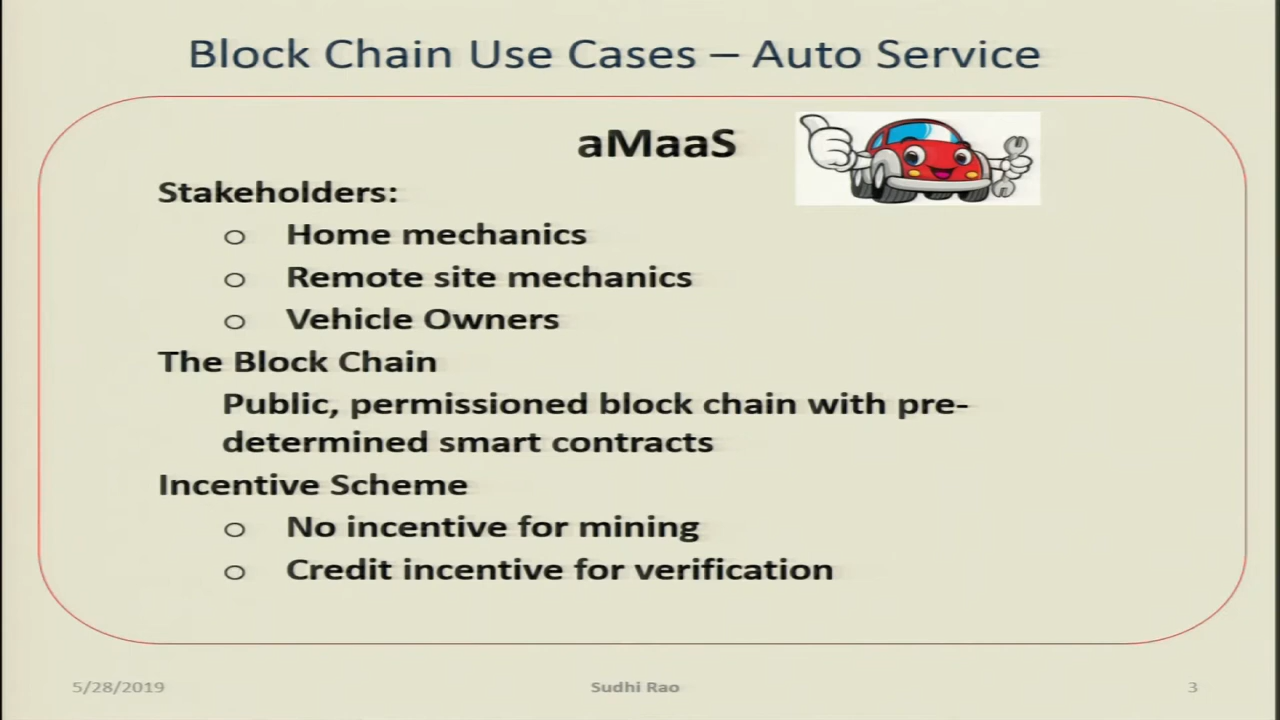 Block Chain Use Cases – Auto Service
aMaaS
Stakeholders:
o Home mechanics
o Remote site mechanics
o Vehicle Owners
The Block Chain
Public, permissioned block chain with pre-
determined smart contracts
Incentive Scheme
o No incentive for mining
o Credit incentive for verification
5/28/2019 Sudhi Rao 3